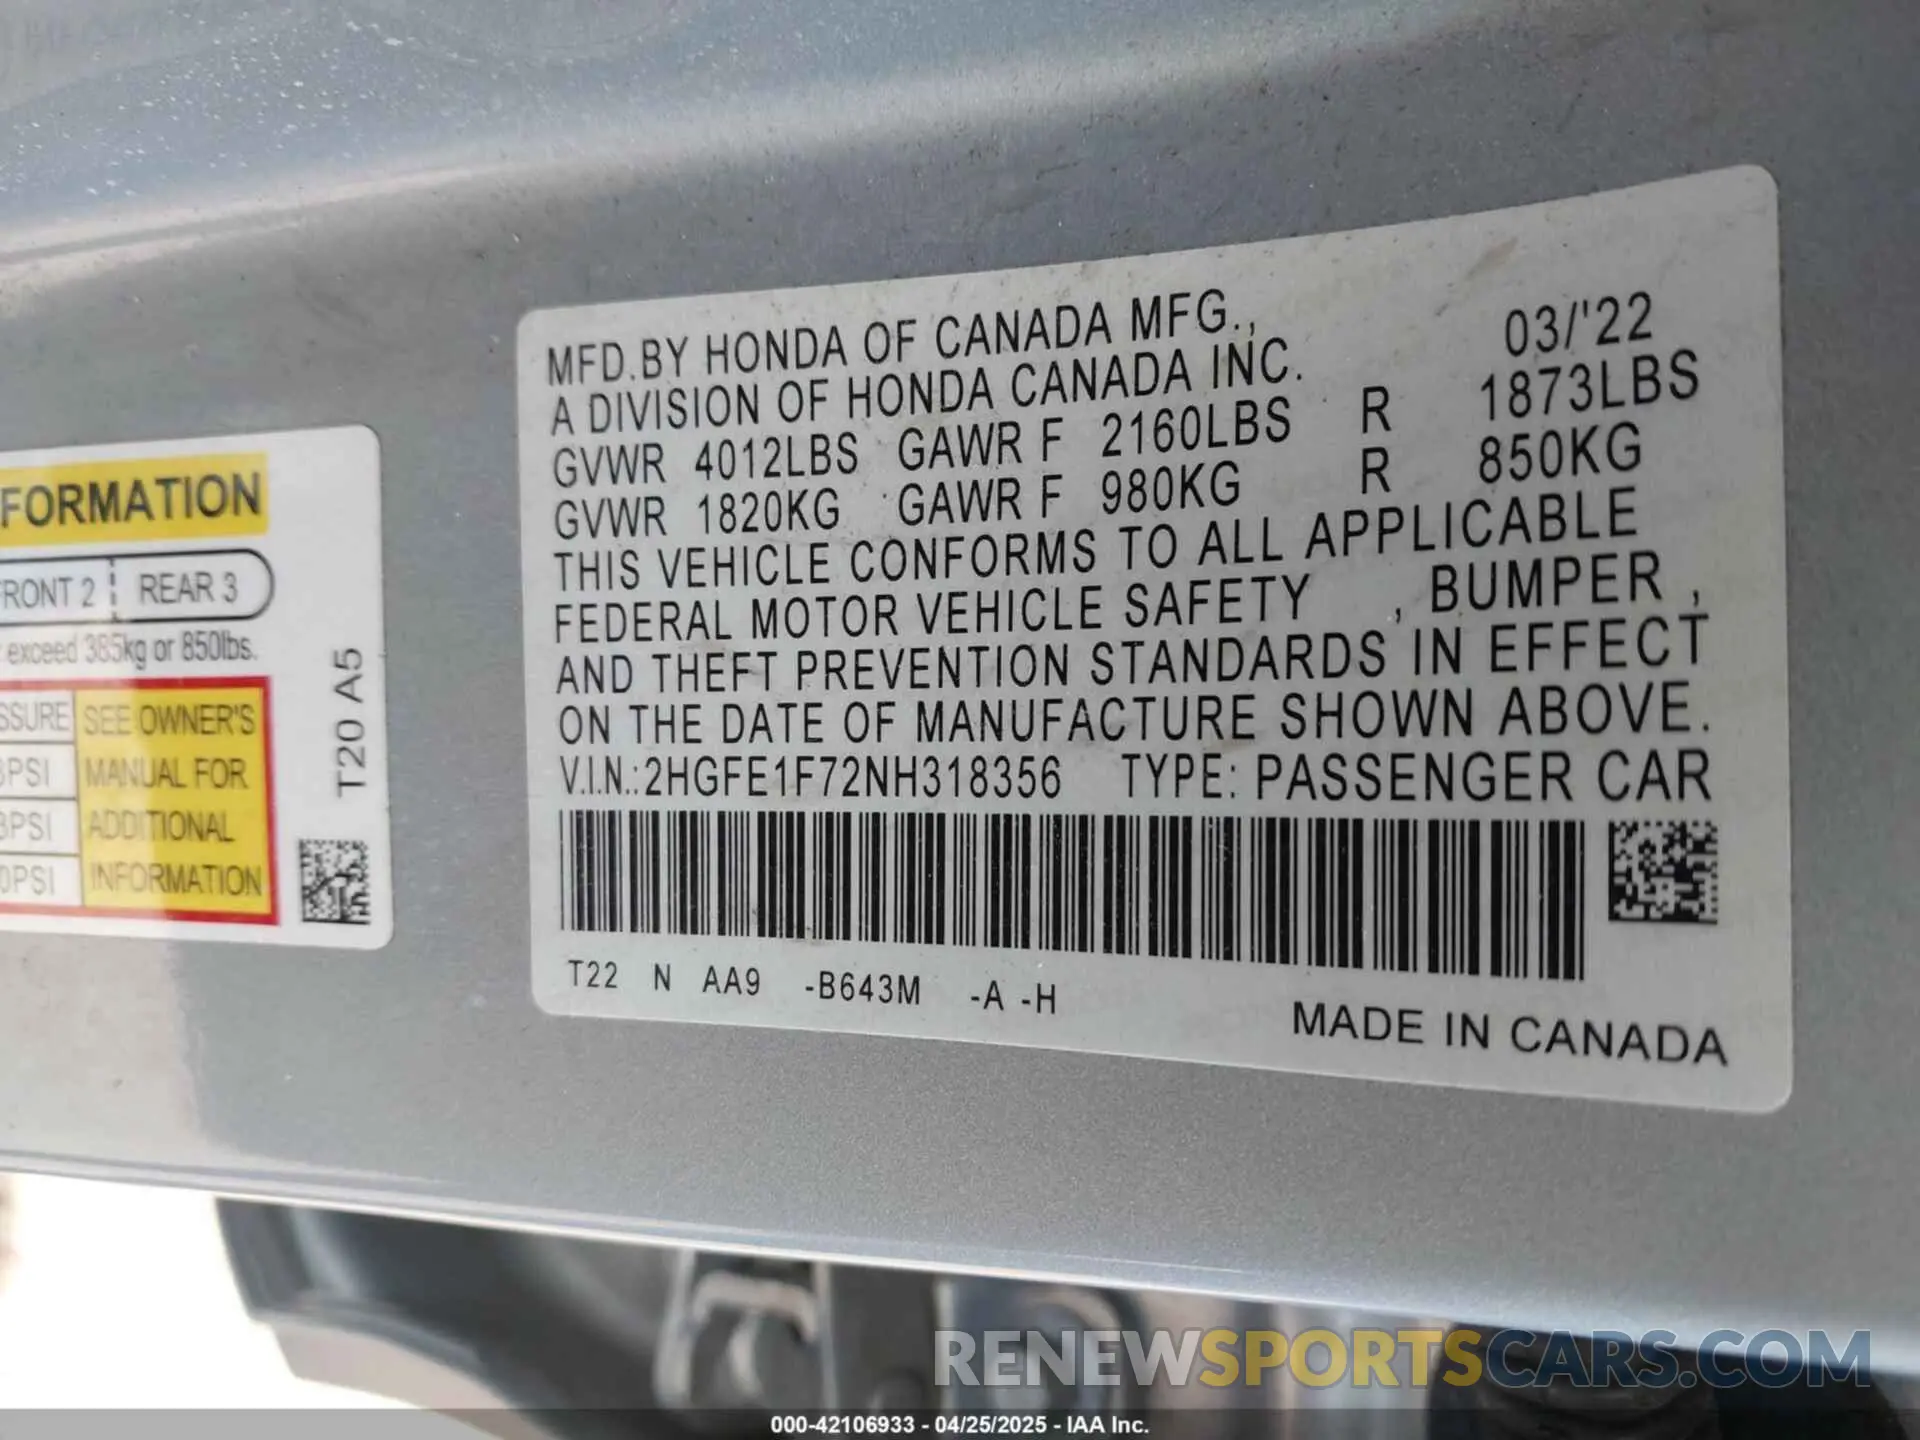 FORMATION
FRONT 2 REAR 3
exceed 385kg or 850lbs.
SSURE SEE OWNER'S
PSI MANUAL FOR
PSI ADDITIONAL
0PSI INFORMATION
T20 A5
MFD.BY HONDA OF CANADA MFG., 03/'22
A DIVISION OF HONDA CANADA INC.
GVWR 4012LBS GAWR F 2160LBS R 1873LBS
GVWR 1820KG GAWR F 980KG R 850KG
THIS VEHICLE CONFORMS TO ALL APPLICABLE
FEDERAL MOTOR VEHICLE SAFETY , BUMPER ,
AND THEFT PREVENTION STANDARDS IN EFFECT
ON THE DATE OF MANUFACTURE SHOWN ABOVE.
V.I.N.:2HGFE1F72NH318356 TYPE: PASSENGER CAR
T22 N AA9 -B643M -A -H
MADE IN CANADA
RENEWSPORTSCARS.COM
000-42106933 - 04/25/2025 - IAA Inc.